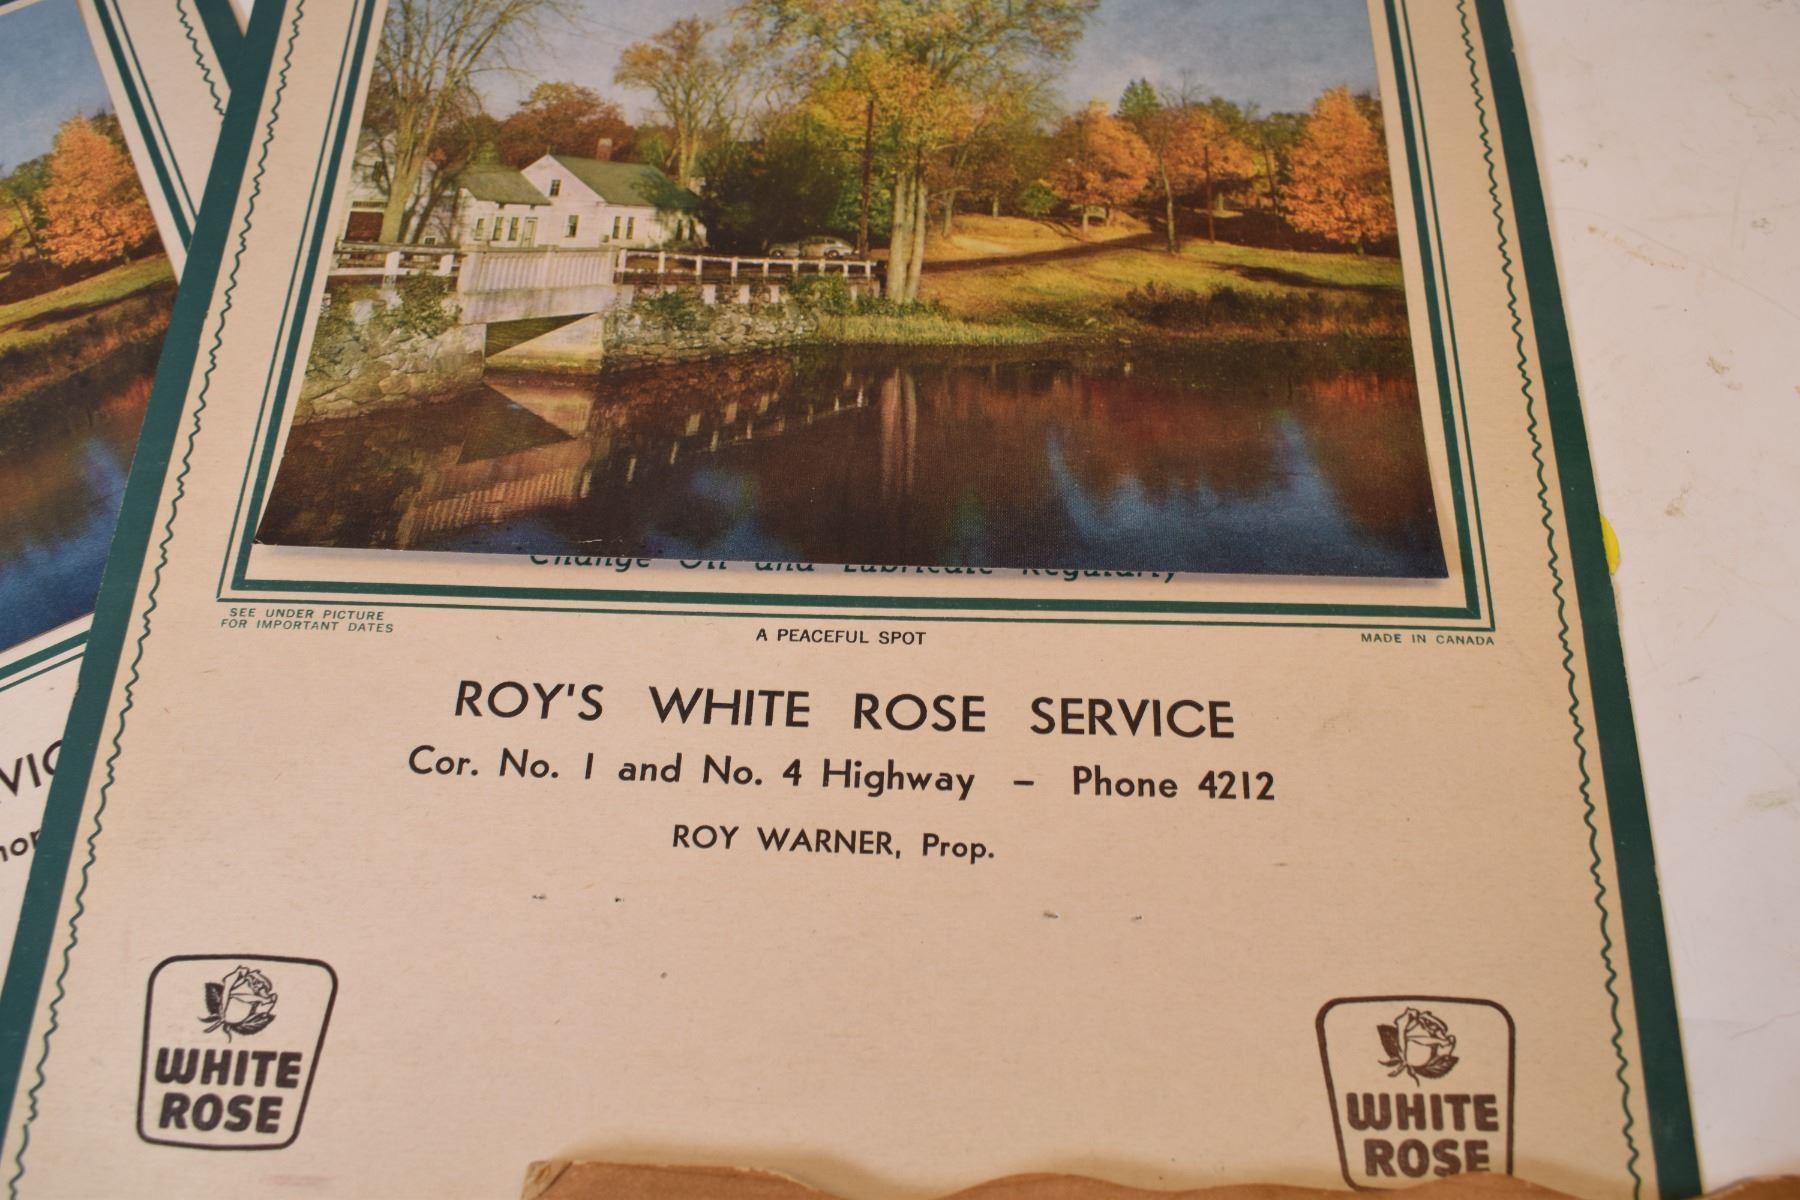 Change Oil and Lubricate Regularly
SEE UNDER PICTURE
FOR IMPORTANT DATES
A PEACEFUL SPOT
MADE IN CANADA
ROY'S WHITE ROSE SERVICE
Cor. No. 1 and No. 4 Highway – Phone 4212
ROY WARNER, Prop.
WHITE
ROSE
WHITE
ROSE